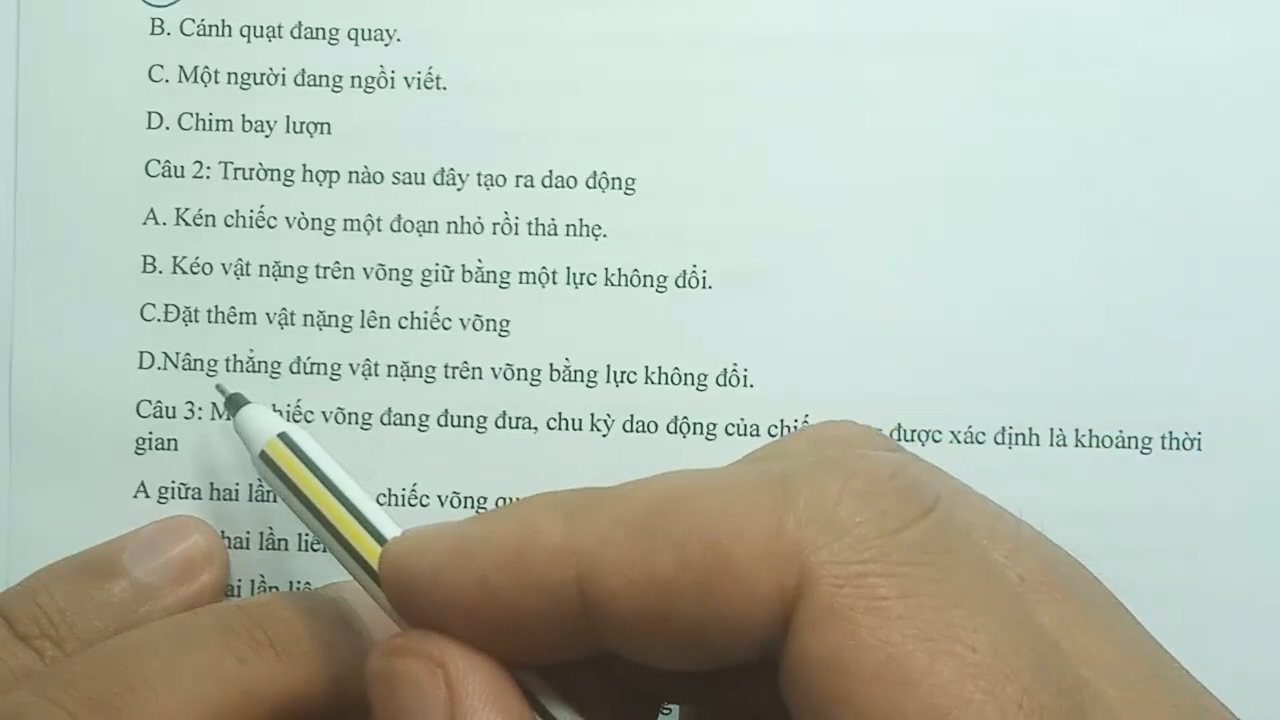 B. Cánh quạt đang quay.
C. Một người đang ngồi viết.
D. Chim bay lượn
Câu 2: Trường hợp nào sau đây tạo ra dao động
A. Kén chiếc vòng một đoạn nhỏ rồi thả nhẹ.
B. Kéo vật nặng trên võng giữ bằng một lực không đổi.
C.Đặt thêm vật nặng lên chiếc võng
D.Nâng thẳng đứng vật nặng trên võng bằng lực không đổi.
Câu 3: chiếc võng đang đung đưa, chu kỳ dao động của được xác định là khoảng thời
gian
A giữa hai lần chiếc võng
hai lần
lần